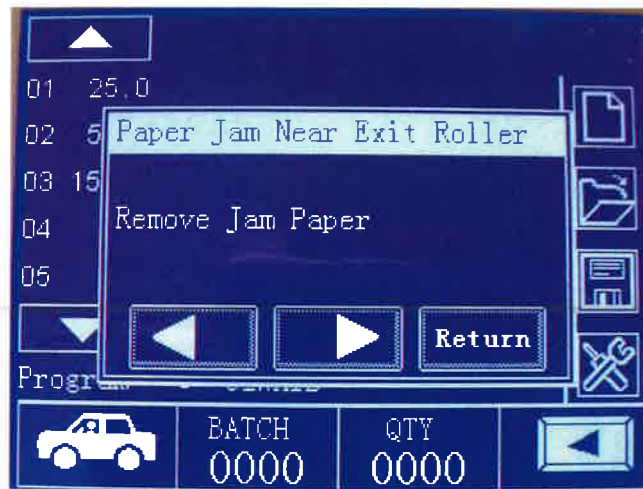 01 25.0
02 5
Paper Jam Near Exit Roller
03 15
Remove Jam Paper
04
05
Return
BATCH
0000
QTY
0000